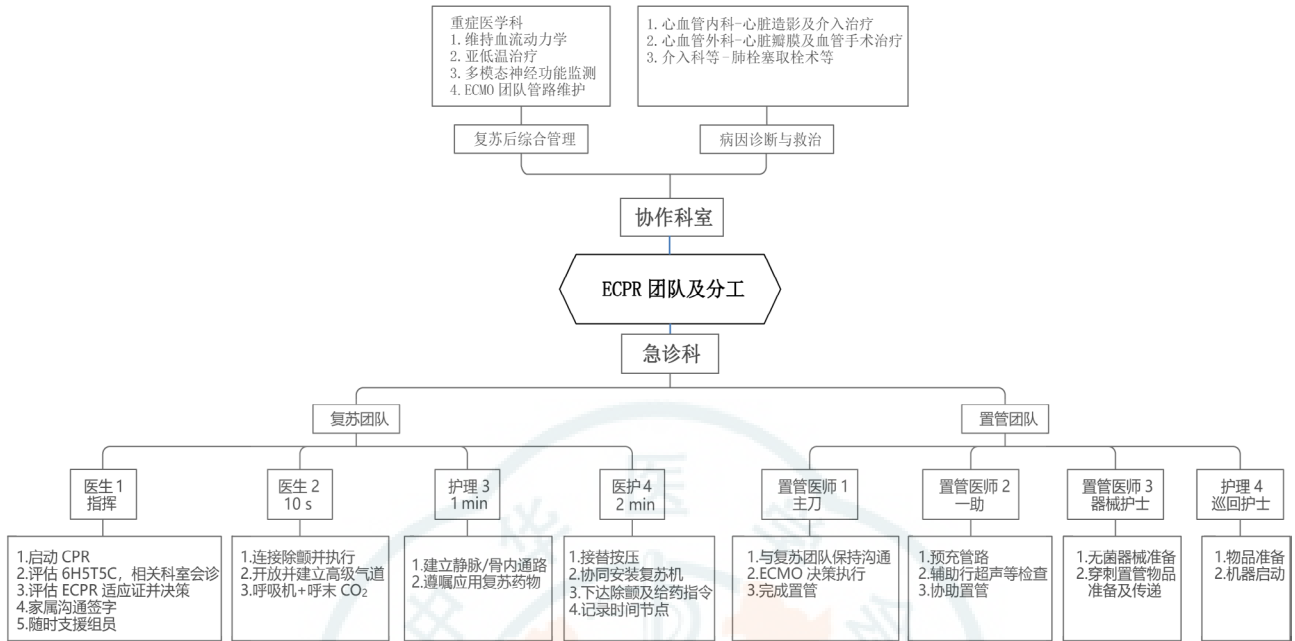 重症医学科
1. 维持血流动力学
2. 亚低温治疗
3. 多模态神经功能监测
4. ECMO 团队管路维护
1. 心血管内科-心脏造影及介入治疗
2. 心血管外科-心脏瓣膜及血管手术治疗
3. 介入科等-肺栓塞取栓术等
复苏后综合管理
病因诊断与救治
协作科室
ECPR 团队及分工
急诊科
复苏团队
置管团队
医生 1
指挥
医生 2
10 s
护理 3
1 min
医护 4
2 min
置管医师 1
主刀
置管医师 2
一助
置管医师 3
器械护士
护理 4
巡回护士
1.启动 CPR
2.评估 6H5T5C，相关科室会诊
3.评估 ECPR 适应证并决策
4.家属沟通签字
5.随时支援组员
1.连接除颤并执行
2.开放并建立高级气道
3.呼吸机+呼末 CO₂
1.建立静脉/骨内通路
2.遵嘱应用复苏药物
1.接替按压
2.协同安装复苏机
3.下达除颤及给药指令
4.记录时间节点
1.与复苏团队保持沟通
2.ECMO 决策执行
3.完成置管
1.预充管路
2.辅助行超声等检查
3.协助置管
1.无菌器械准备
2.穿刺置管物品
准备及传递
1.物品准备
2.机器启动
中华医学会